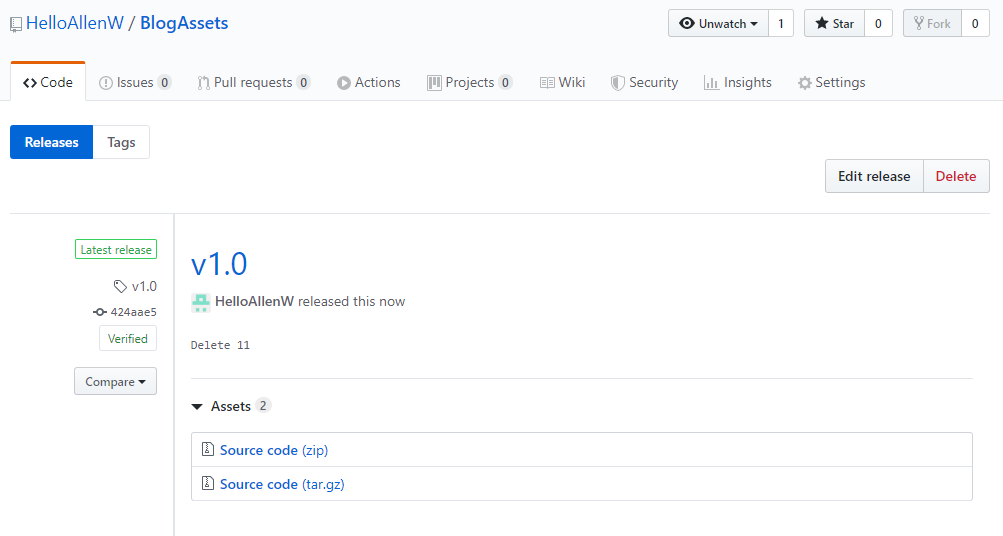 HelloAllenW / BlogAssets
Unwatch 1 Star 0 Fork 0
Code Issues 0 Pull requests 0 Actions Projects 0 Wiki Security Insights Settings
Releases Tags
Edit release Delete
Latest release
v1.0
424aae5
Verified
Compare
v1.0
HelloAllenW released this now
Delete 11
Assets 2
Source code (zip)
Source code (tar.gz)